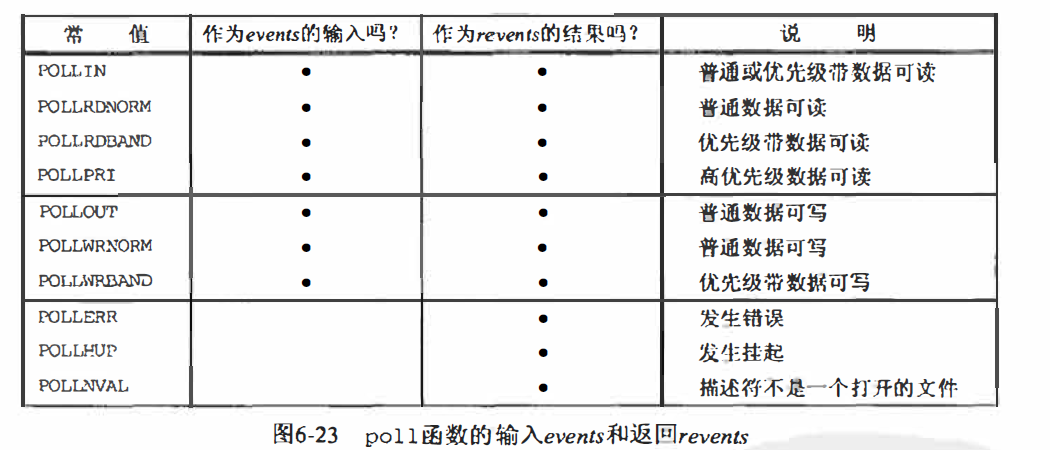 常 值 作为events的输入吗? 作为revents的结果吗? 说 明
POLLIN ● ● 普通或优先级带数据可读
POLLRDNORM ● ● 普通数据可读
POLLRDBAND ● ● 优先级带数据可读
POLLPRI ● ● 高优先级数据可读
POLLOUT ● ● 普通数据可写
POLLWRNORM ● ● 普通数据可写
POLLWRBAND ● ● 优先级带数据可写
POLLERR ● 发生错误
POLLHUP ● 发生挂起
POLLNVAL ● 描述符不是一个打开的文件
图6-23 poll函数的输入events和返回revents